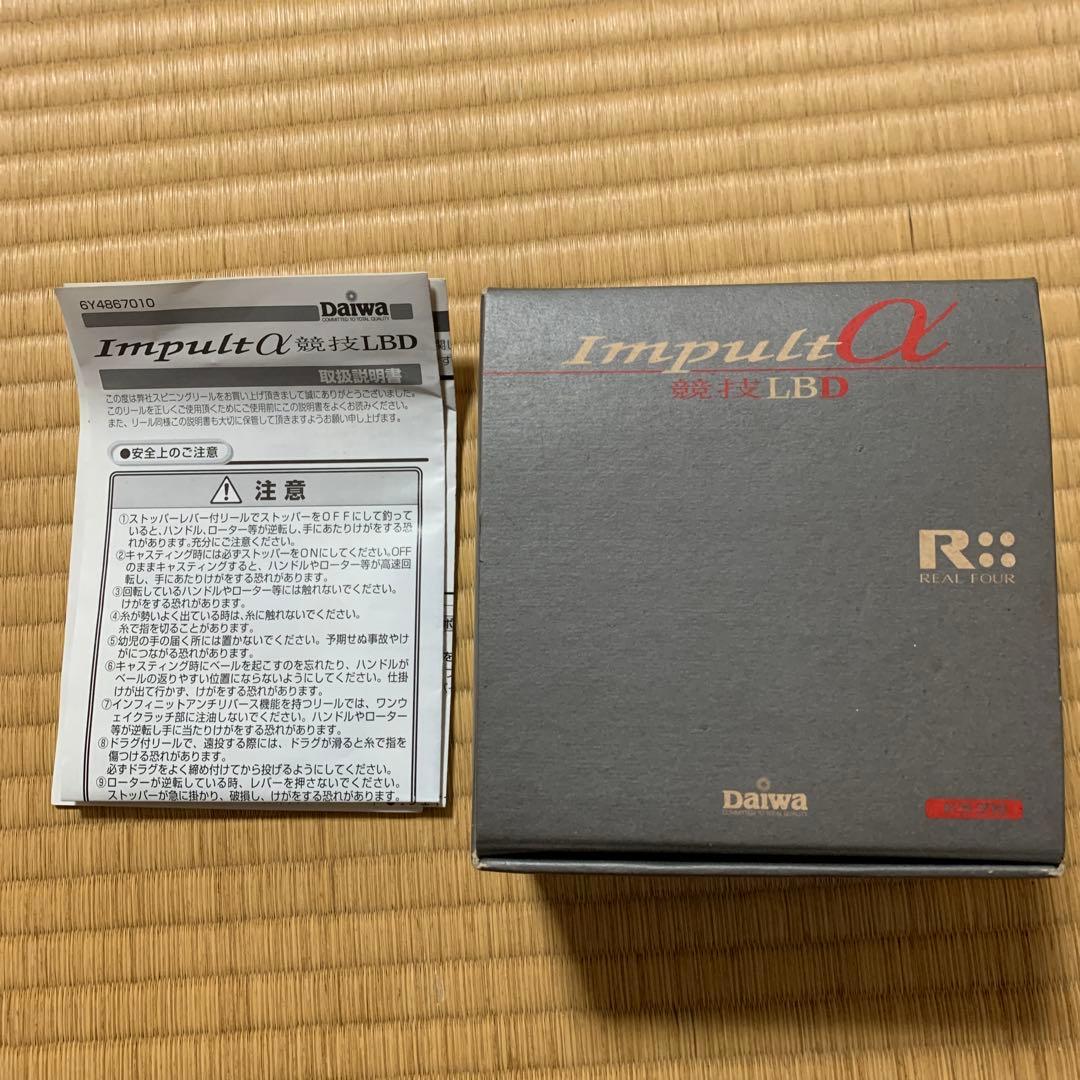 6Y4867010
Daiwa
COMMITTED TO TOTAL QUALITY
Impult α 競技LBD
取扱説明書
この度は弊社スピニングリールをお買い上げ頂きまして誠にありがとうございました。
このリールを正しくご使用頂くためにご使用前にこの説明書をよくお読みください。
また、リール同様この説明書も大切に保管して頂きますようお願い申し上げます。
●安全上のご注意
注意
①ストッパーレバー付リールでストッパーをOFFにして釣って
いると、ハンドル、ローター等が逆転し、手にあたりけがをする恐
れがあります。充分にご注意ください。
②キャスティング時には必ずストッパーをONにしてください。OFF
のままキャスティングすると、ハンドルやローター等が高速回
転し、手にあたりけがをする恐れがあります。
③回転しているハンドルやローター等には触れないでください。
けがをする恐れがあります。
④糸が勢いよく出ている時は、糸に触れないでください。
糸で指を切ることがあります。
⑤幼児の手の届く所には置かないでください。予期せぬ事故やけ
がにつながる恐れがあります。
⑥キャスティング時にベールを起こすのを忘れたり、ハンドルが
ベールの返りやすい位置にならないようにしてください。仕掛
けが出て行かず、けがをする恐れがあります。
⑦インフィニットアンチリバース機能を持つリールでは、ワンウ
ェイクラッチ部に注油しないでください。ハンドルやローター
等が逆転し手に当たりけがをする恐れがあります。
⑧ドラグ付リールで、遠投する際には、ドラグが滑ると糸で指を
傷つける恐れがあります。
必ずドラグをよく締め付けてから投げるようにしてください。
⑨ローターが逆転している時、レバーを押さないでください。
ストッパーが急に掛かり、破損し、けがをする恐れがあります。
Impult α
競技 LBD
R
REAL FOUR
Daiwa
COMMITTED TO TOTAL QUALITY